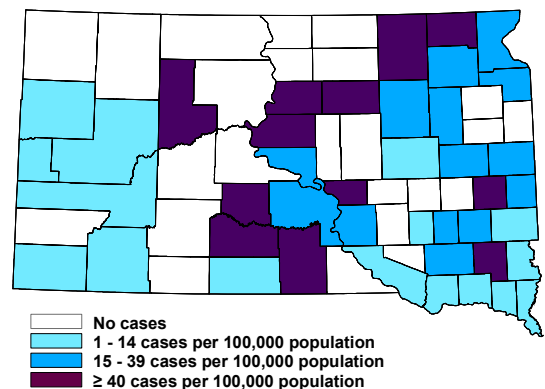 No cases
1 - 14 cases per 100,000 population
15 - 39 cases per 100,000 population
≥ 40 cases per 100,000 population